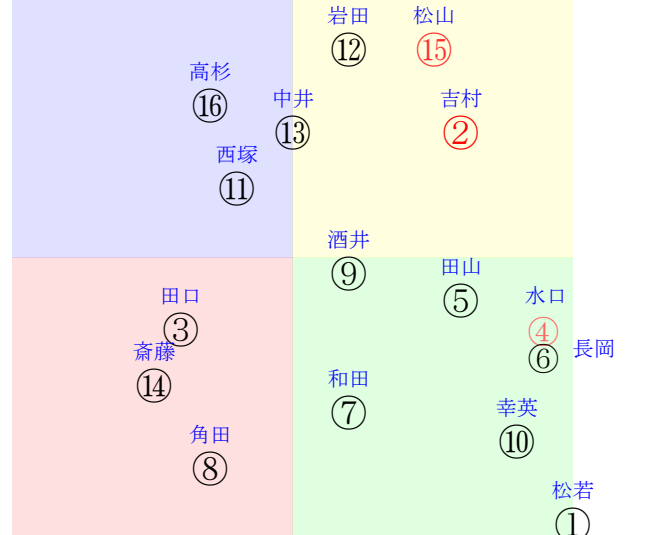 岩田
⑫
松山
⑮
高杉
⑯
中井
⑬
吉村
②
西塚
⑪
酒井
⑨
田山
⑤
水口
④
田口
③
長岡
⑥
斎藤
⑭
和田
⑦
幸英
⑩
角田
⑧
松若
①